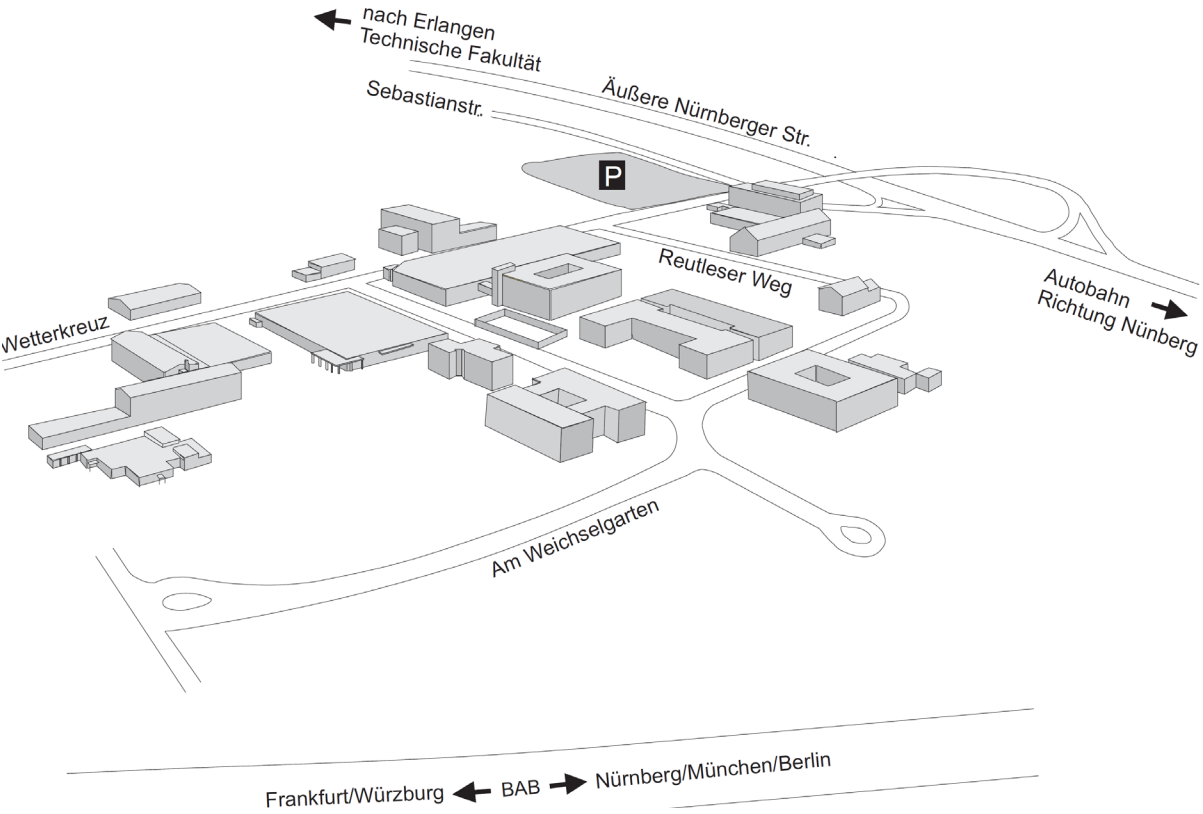 nach Erlangen
Technische Fakultät
Äußere Nürnberger Str.
Sebastianstr.
P
Reutleser Weg
Autobahn
Richtung Nünberg
Wetterkreuz
Am Weichselgarten
Frankfurt/Würzburg BAB Nürnberg/München/Berlin